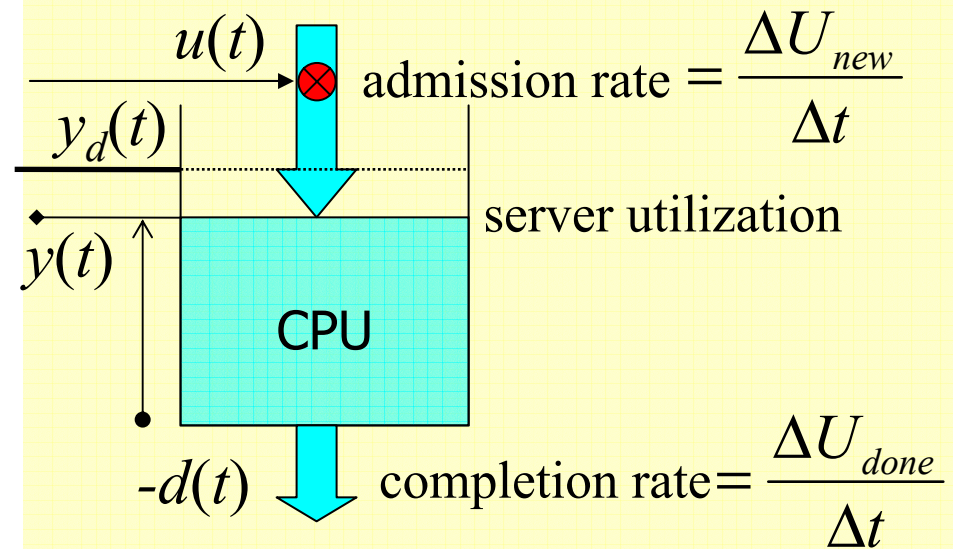 u(t)
admission rate = ΔU_new / Δt
y_d(t)
server utilization
y(t)
CPU
-d(t)
completion rate= ΔU_done / Δt